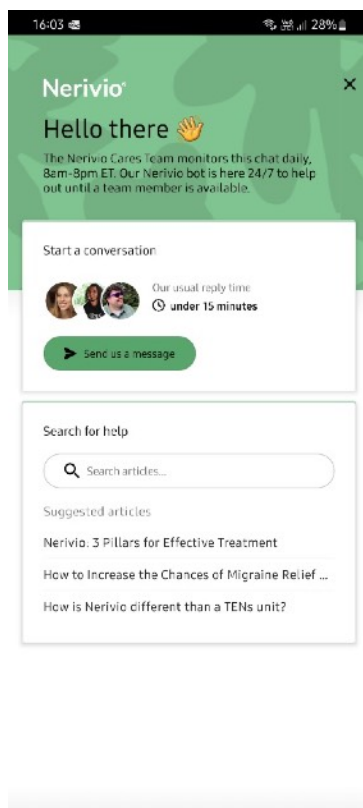 16:03
28%
Nerivio®
Hello there 👋
The Nerivio Cares Team monitors this chat daily,
8am-8pm ET. Our Nerivio bot is here 24/7 to help
out until a team member is available.
Start a conversation
Our usual reply time
under 15 minutes
Send us a message
Search for help
Search articles...
Suggested articles
Nerivio: 3 Pillars for Effective Treatment
How to Increase the Chances of Migraine Relief ...
How is Nerivio different than a TENs unit?